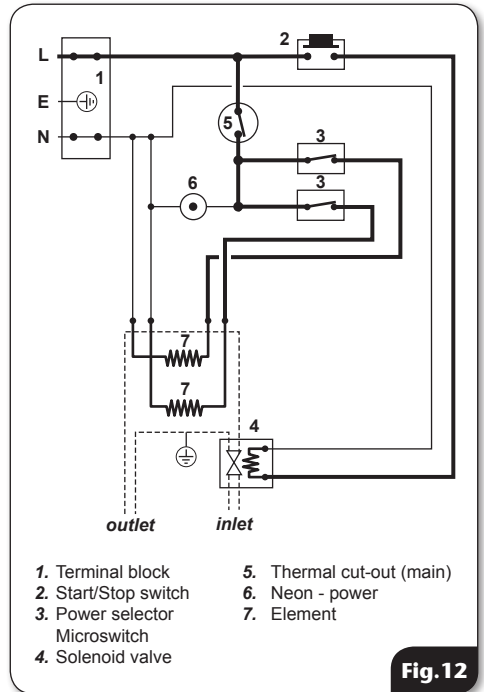 L
E
N
1
2
5
3
3
6
7
7
4
outlet
inlet
1. Terminal block
2. Start/Stop switch
3. Power selector
Microswitch
4. Solenoid valve
5. Thermal cut-out (main)
6. Neon - power
7. Element
Fig.12